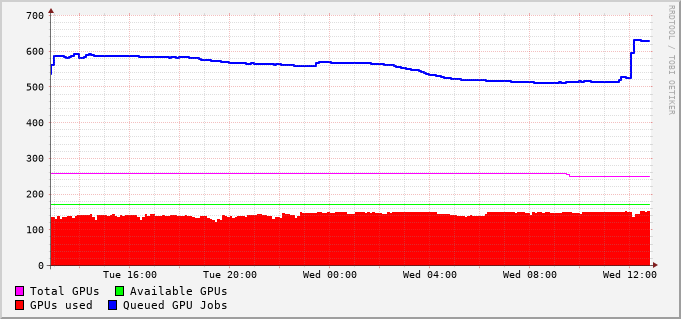 700
600
500
400
300
200
100
0
Tue 16:00 Tue 20:00 Wed 00:00 Wed 04:00 Wed 08:00 Wed 12:00
Total GPUs Available GPUs
GPUs used Queued GPU Jobs
RRDTOOL / TOBI OETIKER